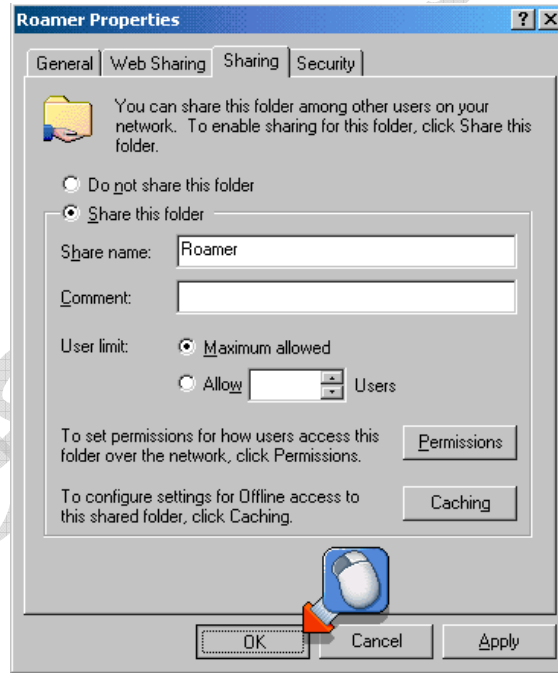 Roamer Properties
General Web Sharing Sharing Security
You can share this folder among other users on your
network. To enable sharing for this folder, click Share this
folder.
Do not share this folder
Share this folder
Share name: Roamer
Comment:
User limit: Maximum allowed
Allow Users
To set permissions for how users access this
folder over the network, click Permissions.
Permissions
To configure settings for Offline access to
this shared folder, click Caching.
Caching
OK Cancel Apply